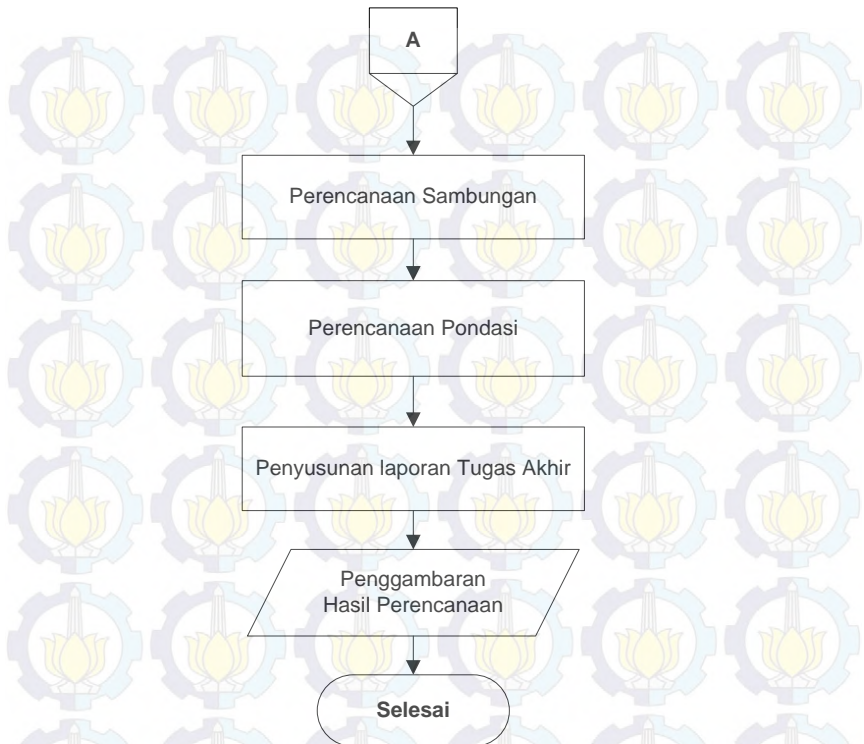 A
Perencanaan Sambungan
Perencanaan Pondasi
Penyusunan laporan Tugas Akhir
Penggambaran
Hasil Perencanaan
Selesai